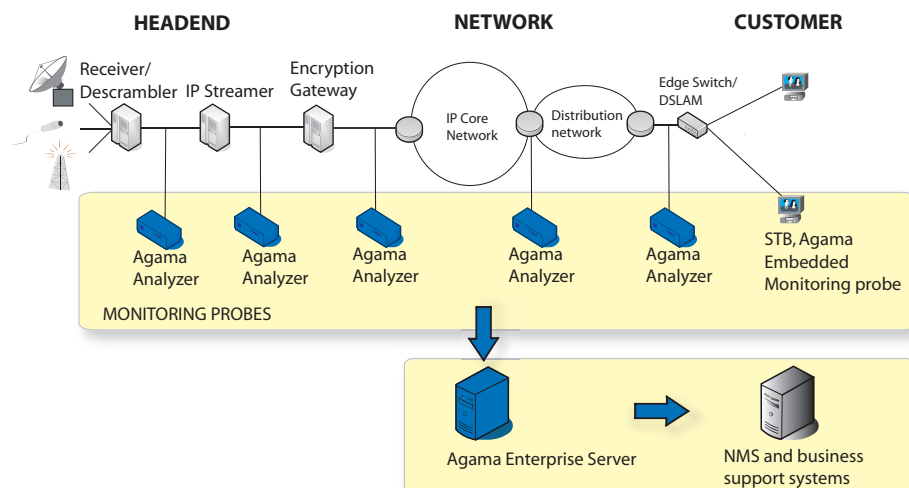 HEADEND
NETWORK
CUSTOMER
Receiver/
Descrambler
IP Streamer
Encryption
Gateway
IP Core
Network
Distribution
network
Edge Switch/
DSLAM
Agama
Analyzer
Agama
Analyzer
Agama
Analyzer
Agama
Analyzer
Agama
Analyzer
STB, Agama
Embedded
Monitoring probe
MONITORING PROBES
Agama Enterprise Server
NMS and business
support systems